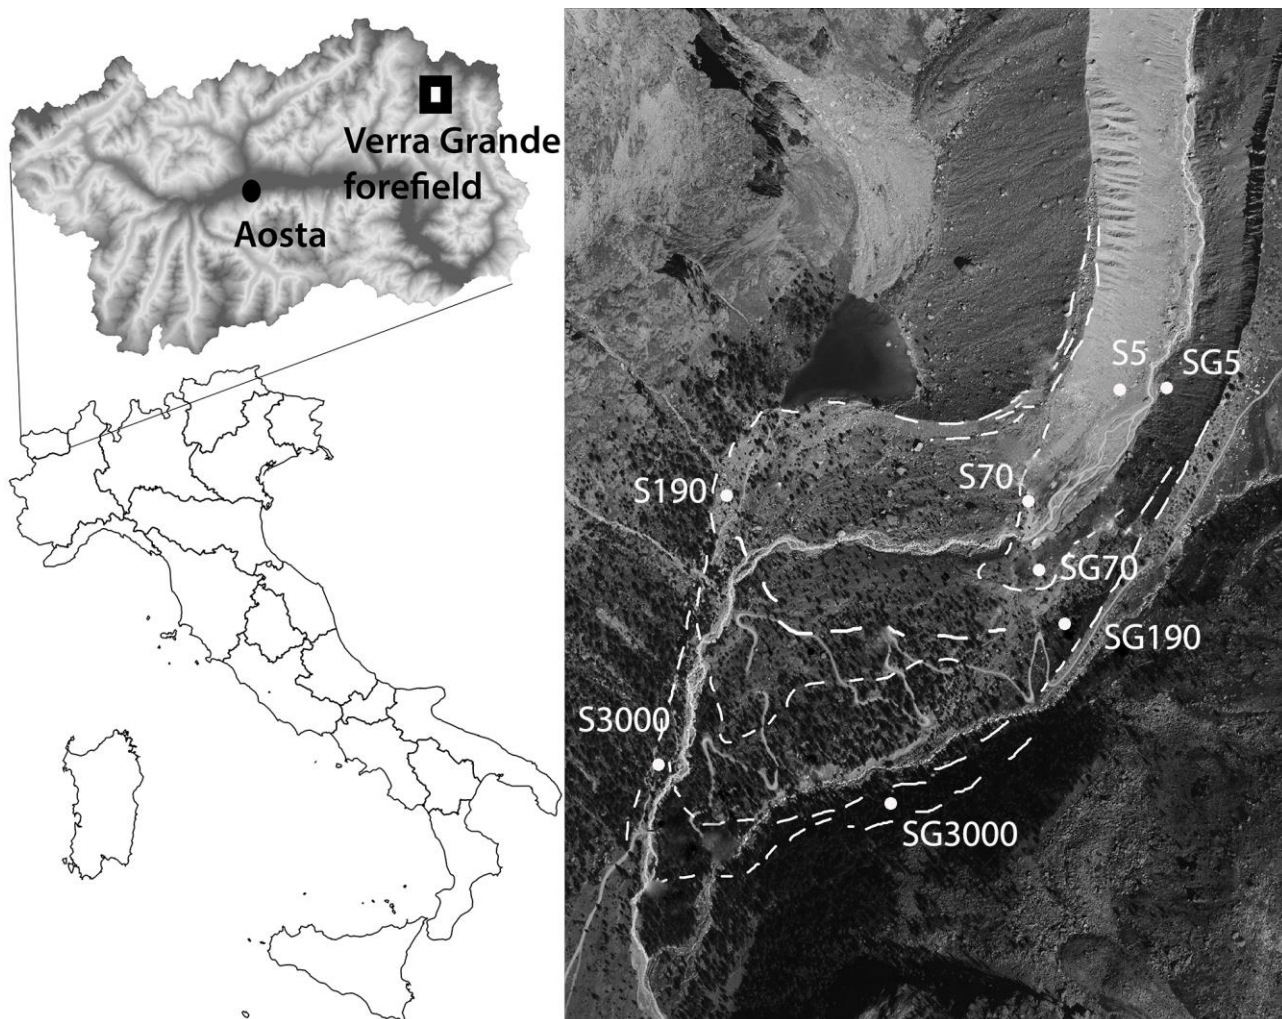 Verra Grande
forefield
Aosta
S5
SG5
S190
S70
SG70
SG190
S3000
SG3000